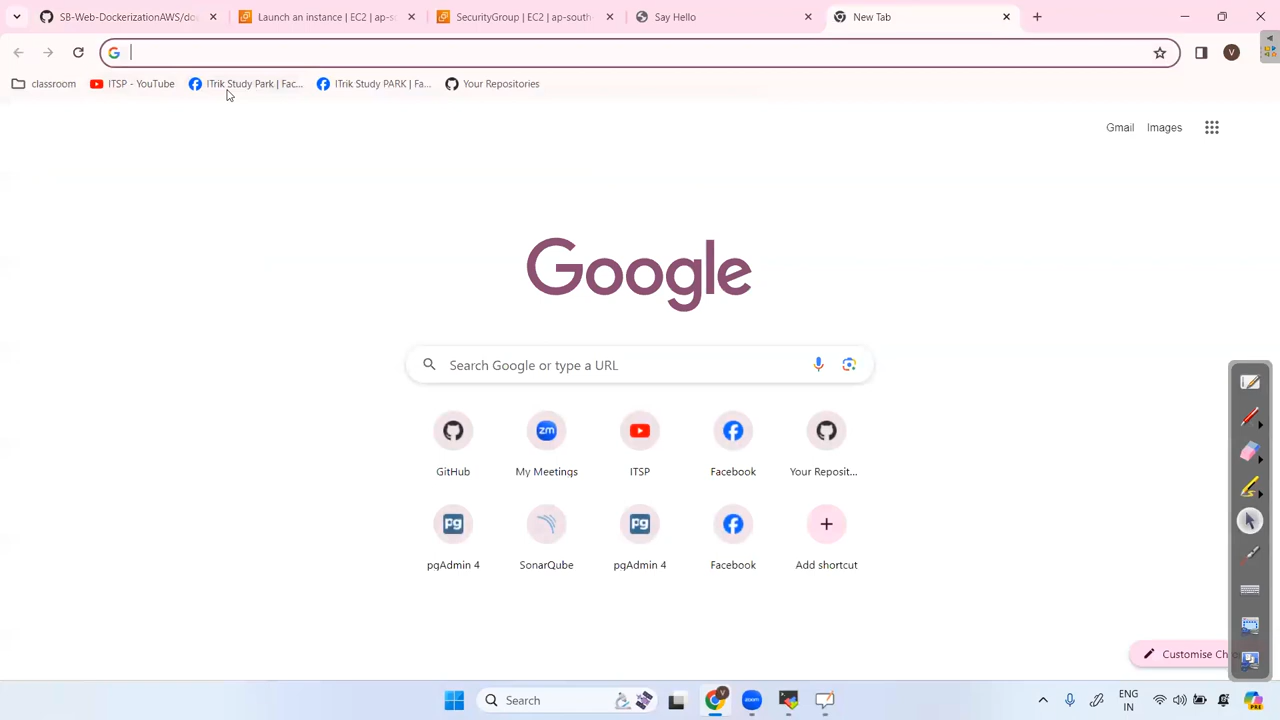 SB-Web-DockerizationAWS/do
Launch an instance | EC2 | ap-s
SecurityGroup | EC2 | ap-south-
Say Hello
New Tab
classroom
ITSP - YouTube
ITrik Study Park | Fac...
ITrik Study PARK | Fa...
Your Repositories
Gmail
Images
Google
Search Google or type a URL
GitHub
My Meetings
ITSP
Facebook
Your Reposit...
pgAdmin 4
SonarQube
pgAdmin 4
Facebook
Add shortcut
Customise Ch
Search
ENG
IN